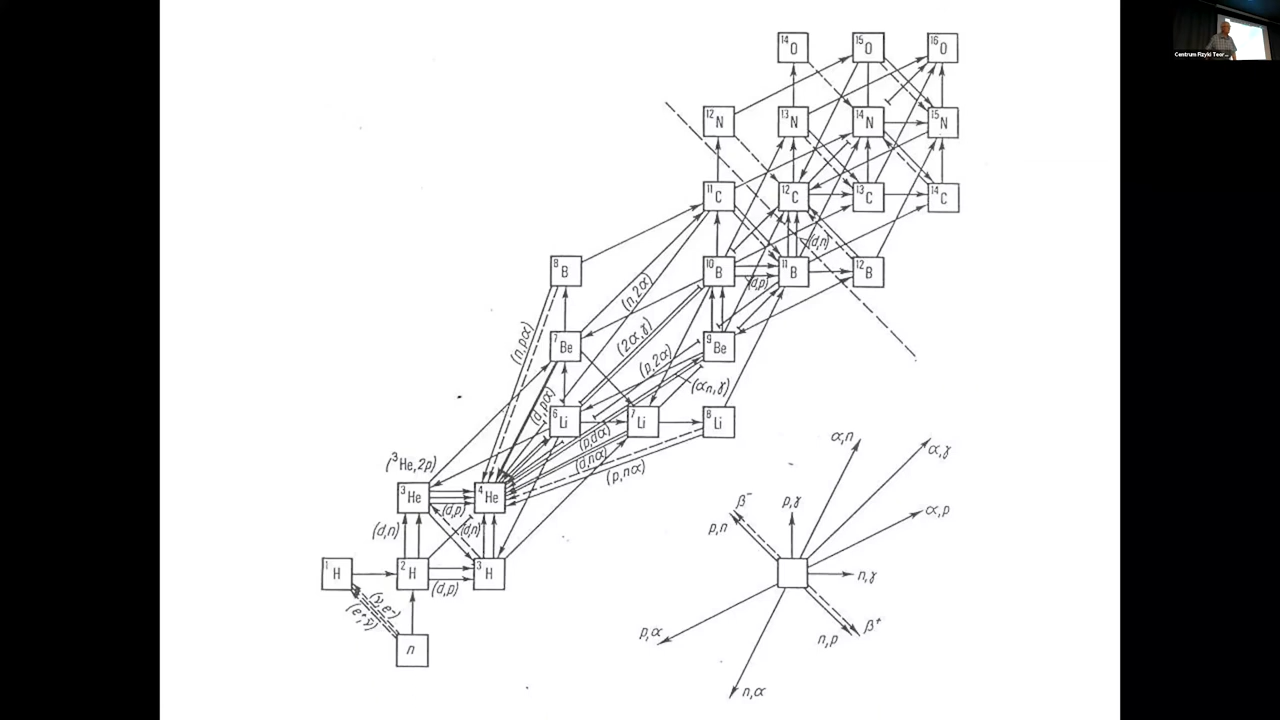 Centrum Fizyki Teor...
¹⁴O ¹⁵O ¹⁶O
¹²N ¹³N ¹⁴N ¹⁵N
¹¹C ¹²C ¹³C ¹⁴C
(d,n)
⁸B ¹⁰B ¹¹B ¹²B
(d,p)
(n,2α)
(n,pα)
(2α,γ)
⁷Be ⁹Be
(p,2α)
(αn,γ)
(d,pα)
⁶Li ⁷Li ⁸Li
(p,dα)
(d,nα)
(p,nα)
(³He,2p)
³He ⁴He
(d,p)
(d,n) (d,n)
¹H ²H ³H
(d,p)
(ν,e⁻)
n
α,n
α,γ
β⁻ p,γ α,p
p,n
n,γ
p,α n,p β⁺
n,α